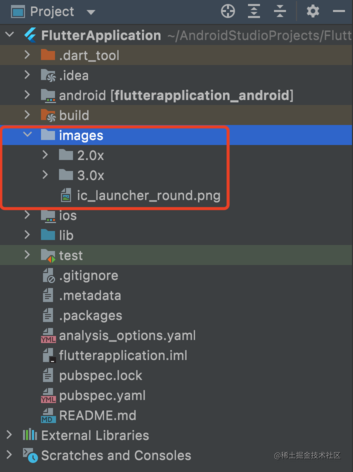 Project
FlutterApplication ~/AndroidStudioProjects/Flutt
.dart_tool
.idea
android [flutterapplication_android]
build
images
2.0x
3.0x
ic_launcher_round.png
ios
lib
test
.gitignore
.metadata
.packages
analysis_options.yaml
flutterapplication.iml
pubspec.lock
pubspec.yaml
README.md
External Libraries
Scratches and Consoles
@稀土掘金技术社区